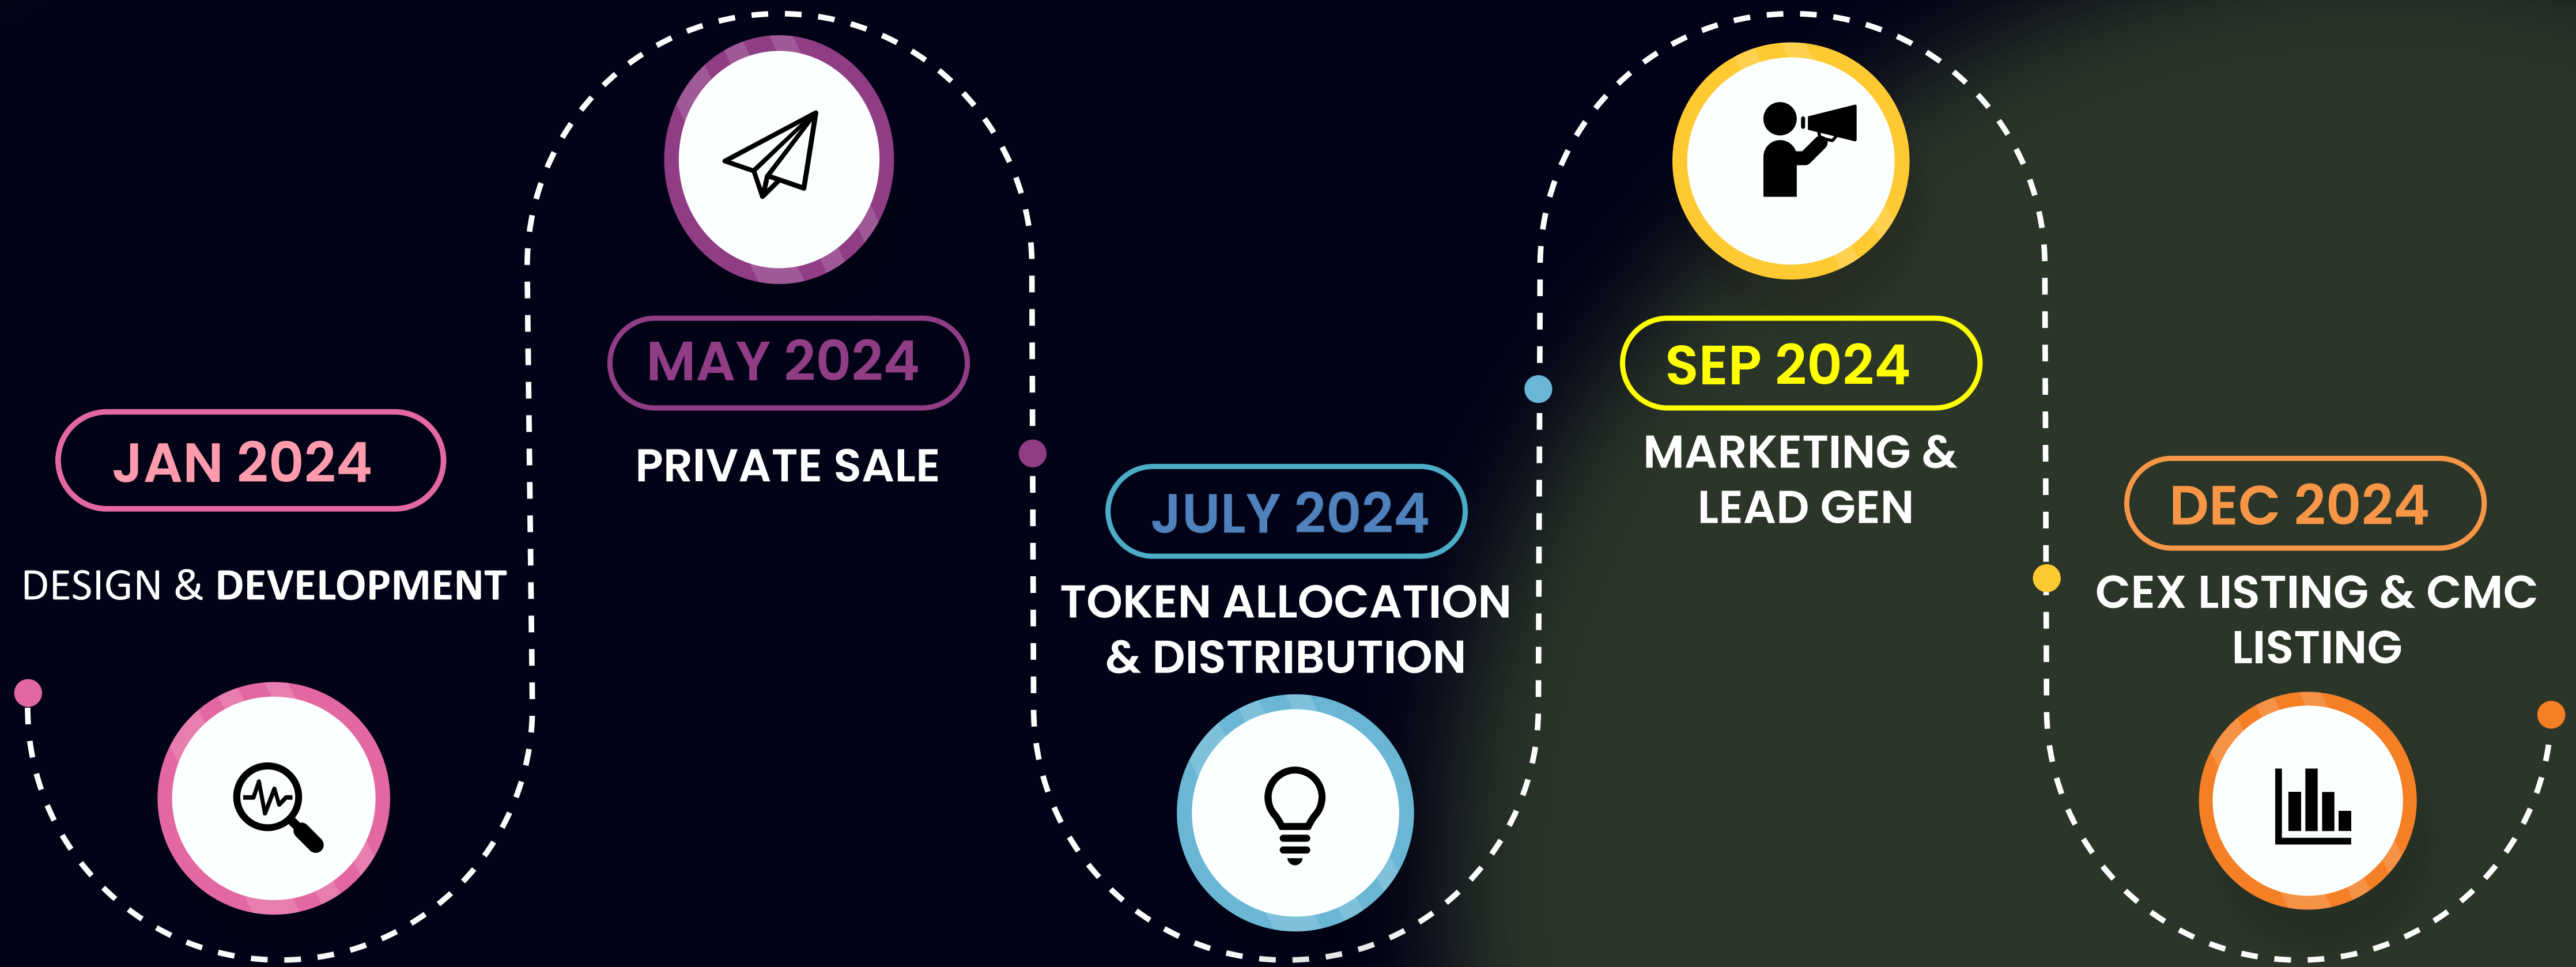 JAN 2024
DESIGN & DEVELOPMENT
MAY 2024
PRIVATE SALE
JULY 2024
TOKEN ALLOCATION
& DISTRIBUTION
SEP 2024
MARKETING &
LEAD GEN
DEC 2024
CEX LISTING & CMC
LISTING